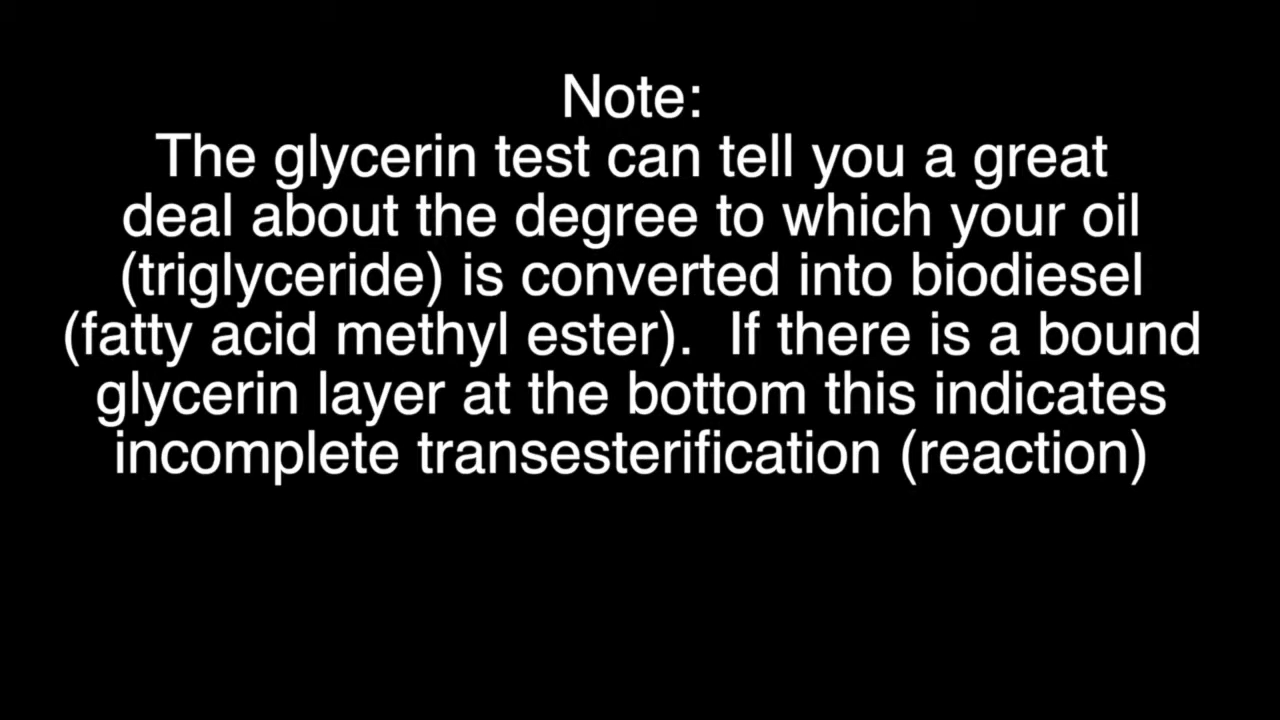 Note:
The glycerin test can tell you a great
deal about the degree to which your oil
(triglyceride) is converted into biodiesel
(fatty acid methyl ester).  If there is a bound
glycerin layer at the bottom this indicates
incomplete transesterification (reaction)